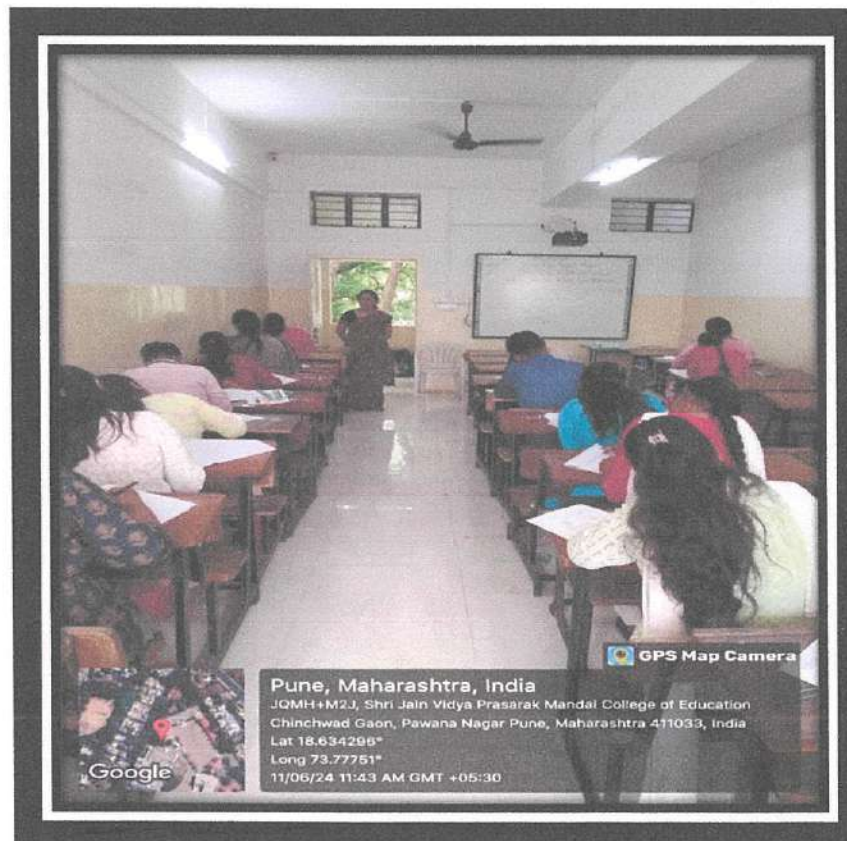 GPS Map Camera
Pune, Maharashtra, India
JQMH+M2J, Shri Jain Vidya Prasarak Mandal College of Education
Chinchwad Gaon, Pawana Nagar Pune, Maharashtra 411033, India
Lat 18.634296°
Long 73.77751°
11/06/24 11:43 AM GMT +05:30
Google